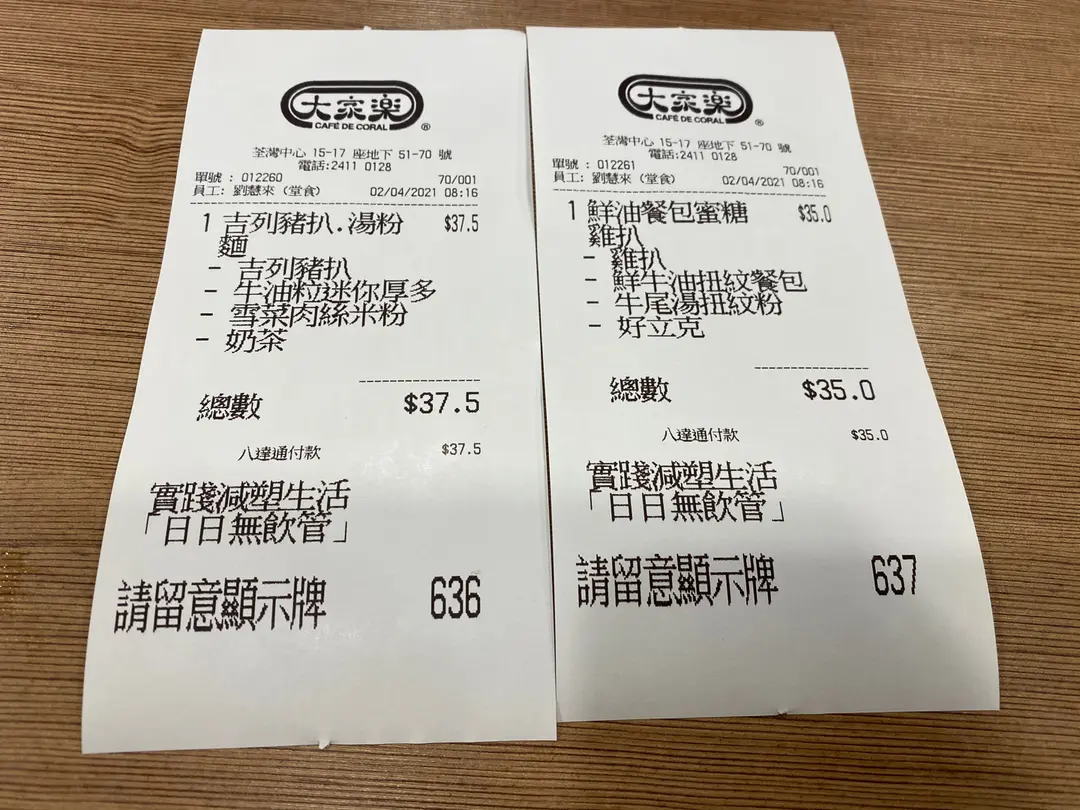 大家樂
CAFÉ DE CORAL ®
荃灣中心 15-17 座地下 51-70 號
電話:2411 0128
單號 : 012260 70/001
員工: 劉慧來 (堂食) 02/04/2021 08:16
1 吉列豬扒.湯粉 $37.5
麵
- 吉列豬扒
- 牛油粒迷你厚多
- 雪菜肉絲米粉
- 奶茶
總數 $37.5
八達通付款 $37.5
實踐減塑生活
「日日無飲管」
請留意顯示牌 636
大家樂
CAFÉ DE CORAL ®
荃灣中心 15-17 座地下 51-70 號
電話:2411 0128
單號 : 012261 70/001
員工: 劉慧來 (堂食) 02/04/2021 08:16
1 鮮油餐包蜜糖 $35.0
雞扒
- 雞扒
- 鮮牛油扭紋餐包
- 牛尾湯扭紋粉
- 好立克
總數 $35.0
八達通付款 $35.0
實踐減塑生活
「日日無飲管」
請留意顯示牌 637